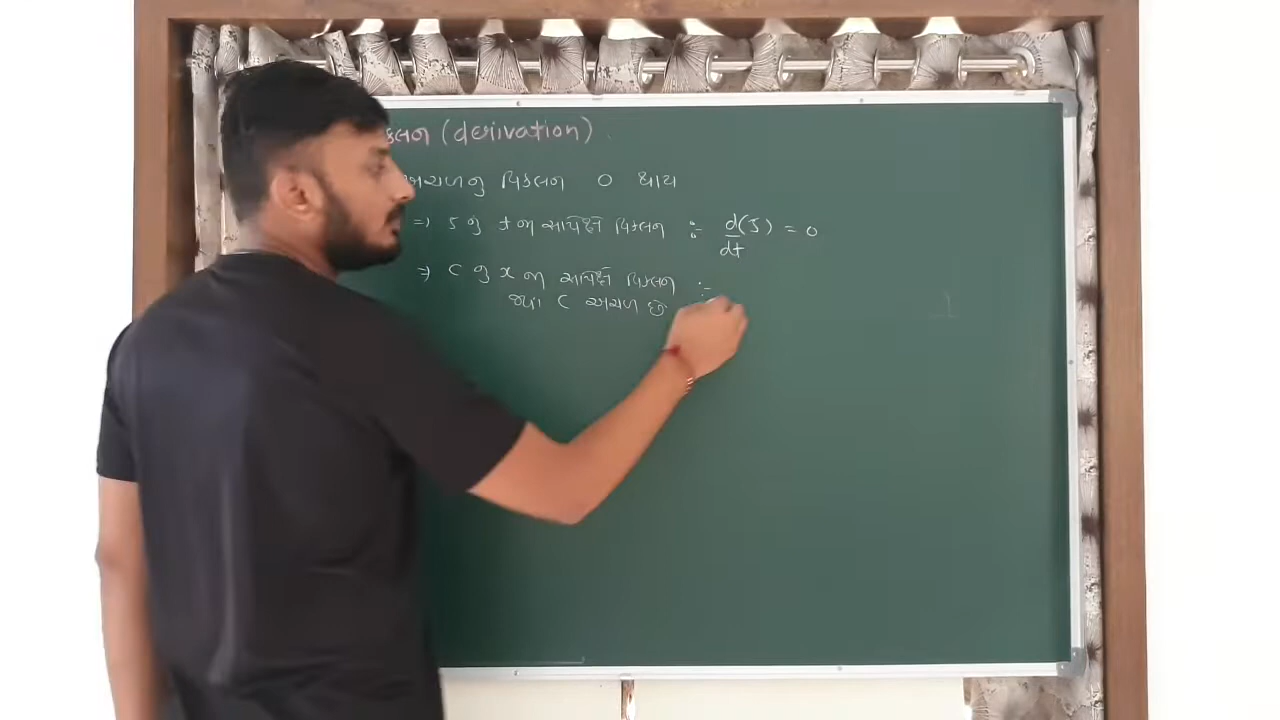 કલન (derivation)
અચળનુ વિકલન 0 થાય
⇒ 5 નું t ના સાપેક્ષે વિકલન :- d(5)/dt = 0
⇒ C નું x ના સાપેક્ષે વિકલન :-
જ્યાં C અચળ છે